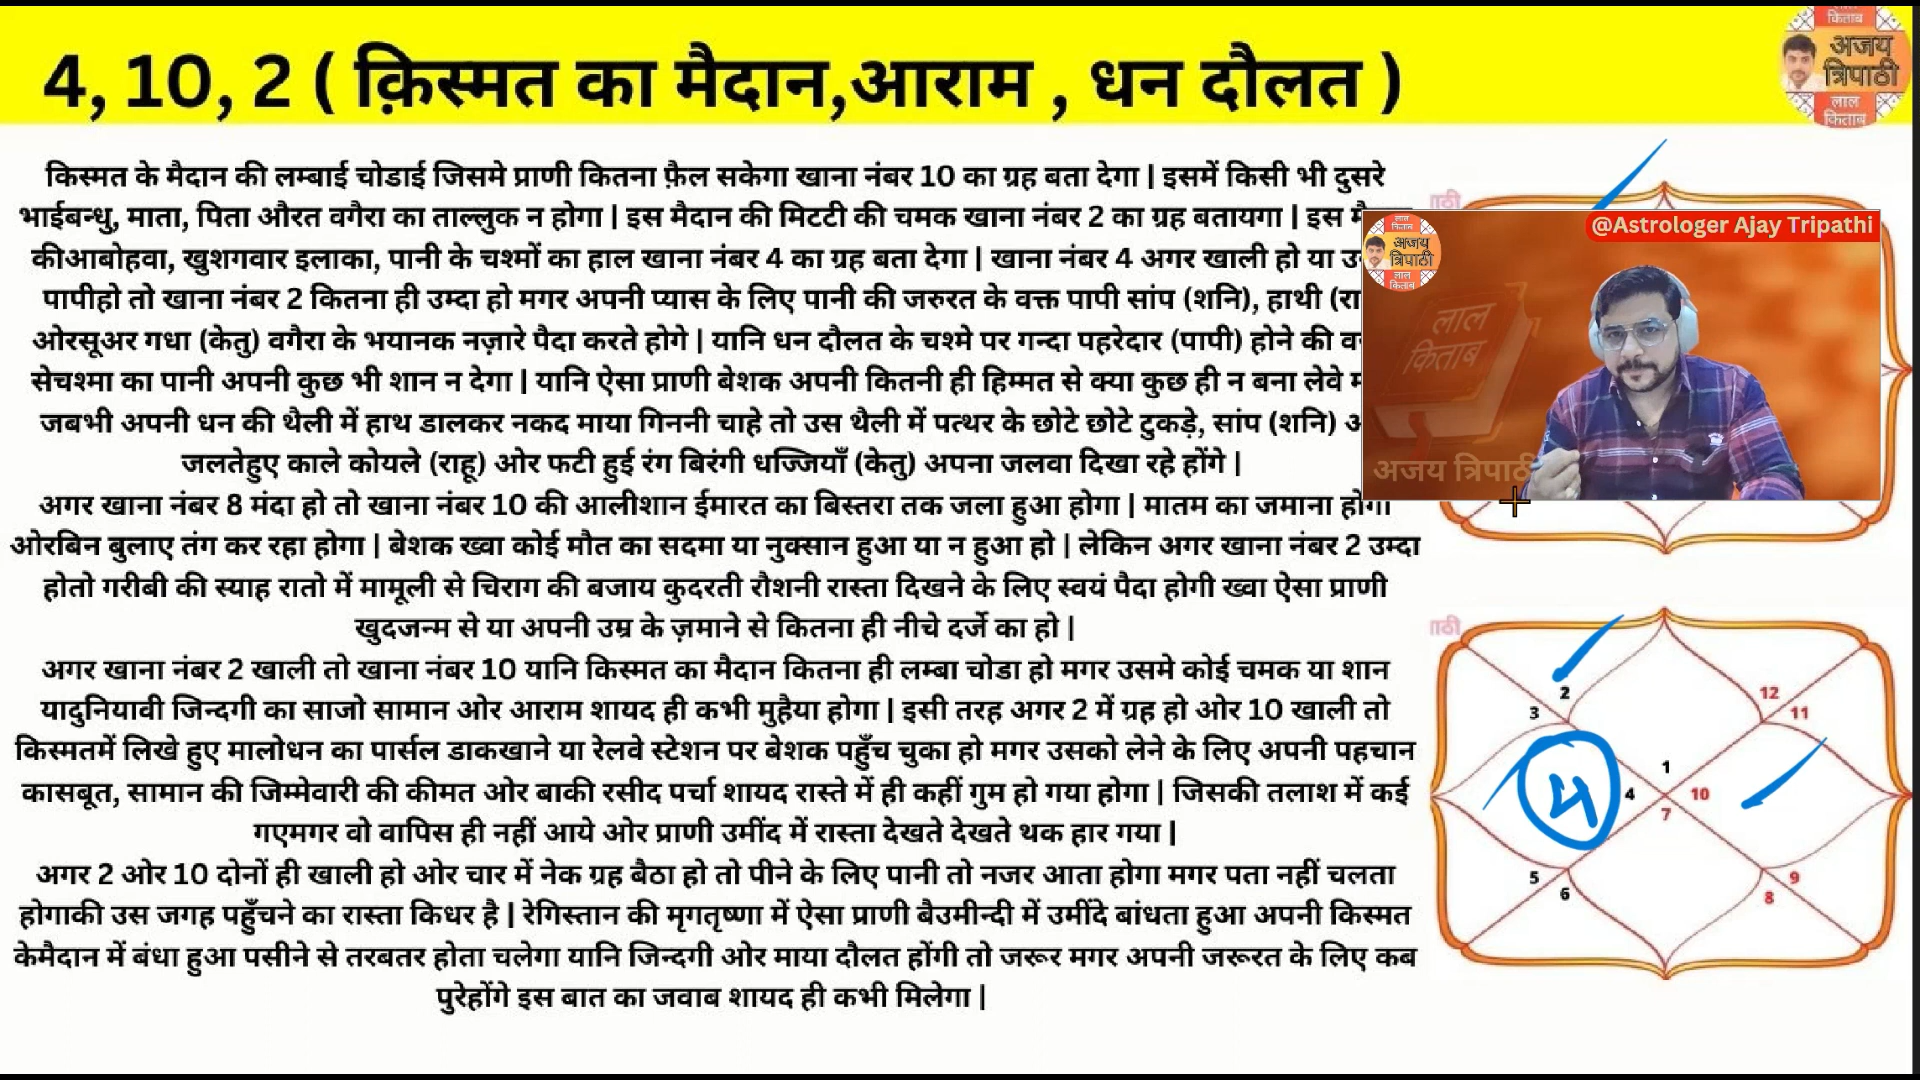 4, 10, 2 ( क़िस्मत का मैदान,आराम , धन दौलत )
अजय
त्रिपाठी
लाल
किताब
किस्मत के मैदान की लम्बाई चोडाई जिसमे प्राणी कितना फ़ैल सकेगा खाना नंबर 10 का ग्रह बता देगा | इसमें किसी भी दुसरे
भाईबन्धु, माता, पिता औरत वगैरा का ताल्लुक न होगा | इस मैदान की मिटटी की चमक खाना नंबर 2 का ग्रह बतायगा | इस
कीआबोहवा, खुशगवार इलाका, पानी के चश्मों का हाल खाना नंबर 4 का ग्रह बता देगा | खाना नंबर 4 अगर खाली हो या
पापीहो तो खाना नंबर 2 कितना ही उम्दा हो मगर अपनी प्यास के लिए पानी की जरुरत के वक्त पापी सांप (शनि), हाथी
ओरसूअर गधा (केतु) वगैरा के भयानक नज़ारे पैदा करते होगे | यानि धन दौलत के चश्मे पर गन्दा पहरेदार (पापी) होने की
सेचश्मा का पानी अपनी कुछ भी शान न देगा | यानि ऐसा प्राणी बेशक अपनी कितनी ही हिम्मत से क्या कुछ ही न बना लेवे
जबभी अपनी धन की थैली में हाथ डालकर नकद माया गिननी चाहे तो उस थैली में पत्थर के छोटे छोटे टुकड़े, सांप (शनि)
जलतेहुए काले कोयले (राहू) ओर फटी हुई रंग बिरंगी धज्जियाँ (केतु) अपना जलवा दिखा रहे होंगे |
अगर खाना नंबर 8 मंदा हो तो खाना नंबर 10 की आलीशान ईमारत का बिस्तरा तक जला हुआ होगा | मातम का जमाना होगा
ओरबिन बुलाए तंग कर रहा होगा | बेशक ख्वा कोई मौत का सदमा या नुक्सान हुआ या न हुआ हो | लेकिन अगर खाना नंबर 2 उम्दा
होतो गरीबी की स्याह रातो में मामूली से चिराग की बजाय कुदरती रौशनी रास्ता दिखने के लिए स्वयं पैदा होगी ख्वा ऐसा प्राणी
खुदजन्म से या अपनी उम्र के ज़माने से कितना ही नीचे दर्जे का हो |
अगर खाना नंबर 2 खाली तो खाना नंबर 10 यानि किस्मत का मैदान कितना ही लम्बा चोडा हो मगर उसमे कोई चमक या शान
यादुनियावी जिन्दगी का साजो सामान ओर आराम शायद ही कभी मुहैया होगा | इसी तरह अगर 2 में ग्रह हो ओर 10 खाली तो
किस्मतमें लिखे हुए मालोधन का पार्सल डाकखाने या रेलवे स्टेशन पर बेशक पहुँच चुका हो मगर उसको लेने के लिए अपनी पहचान
कासबूत, सामान की जिम्मेवारी की कीमत ओर बाकी रसीद पर्चा शायद रास्ते में ही कहीं गुम हो गया होगा | जिसकी तलाश में कई
गएमगर वो वापिस ही नहीं आये ओर प्राणी उमींद में रास्ता देखते देखते थक हार गया |
अगर 2 ओर 10 दोनों ही खाली हो ओर चार में नेक ग्रह बैठा हो तो पीने के लिए पानी तो नजर आता होगा मगर पता नहीं चलता
होगाकी उस जगह पहुँचने का रास्ता किधर है | रेगिस्तान की मृगतृष्णा में ऐसा प्राणी बैउमीन्दी में उमींदे बांधता हुआ अपनी किस्मत
केमैदान में बंधा हुआ पसीने से तरबतर होता चलेगा यानि जिन्दगी ओर माया दौलत होंगी तो जरूर मगर अपनी जरूरत के लिए कब
पुरेहोंगे इस बात का जवाब शायद ही कभी मिलेगा |
@Astrologer Ajay Tripathi
लाल
किताब
अजय
त्रिपाठी
लाल
किताब
लाल
किताब
अजय त्रिपाठी
2
12
3
11
1
4
10
7
5
9
6
8